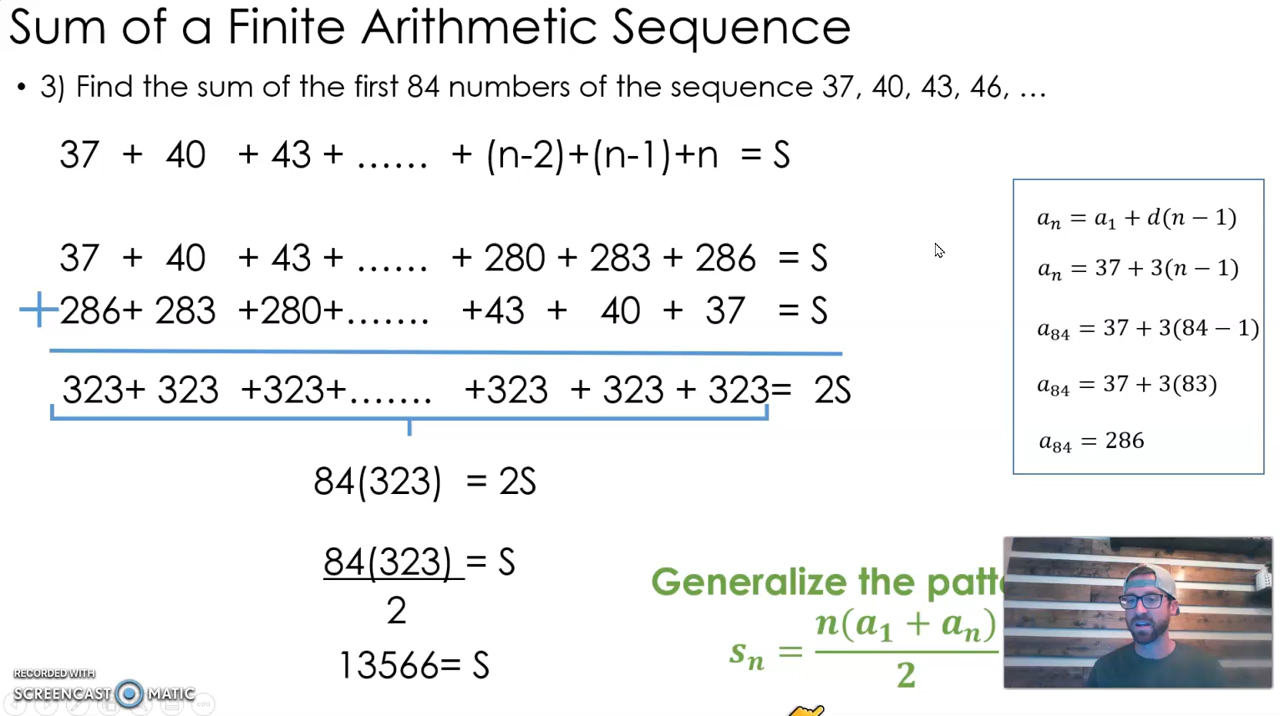 Sum of a Finite Arithmetic Sequence
• 3) Find the sum of the first 84 numbers of the sequence 37, 40, 43, 46, …
37 + 40 + 43 + …… + (n-2)+(n-1)+n = S
37 + 40 + 43 + …… + 280 + 283 + 286 = S
+286+ 283 +280+……. +43 + 40 + 37 = S
323+ 323 +323+……. +323 + 323 + 323= 2S
84(323) = 2S
84(323) = S
2
13566= S
aₙ = a₁ + d(n − 1)
aₙ = 37 + 3(n − 1)
a₈₄ = 37 + 3(84 − 1)
a₈₄ = 37 + 3(83)
a₈₄ = 286
Generalize the
sₙ = n(a₁ + aₙ)
2
RECORDED WITH
SCREENCAST MATIC